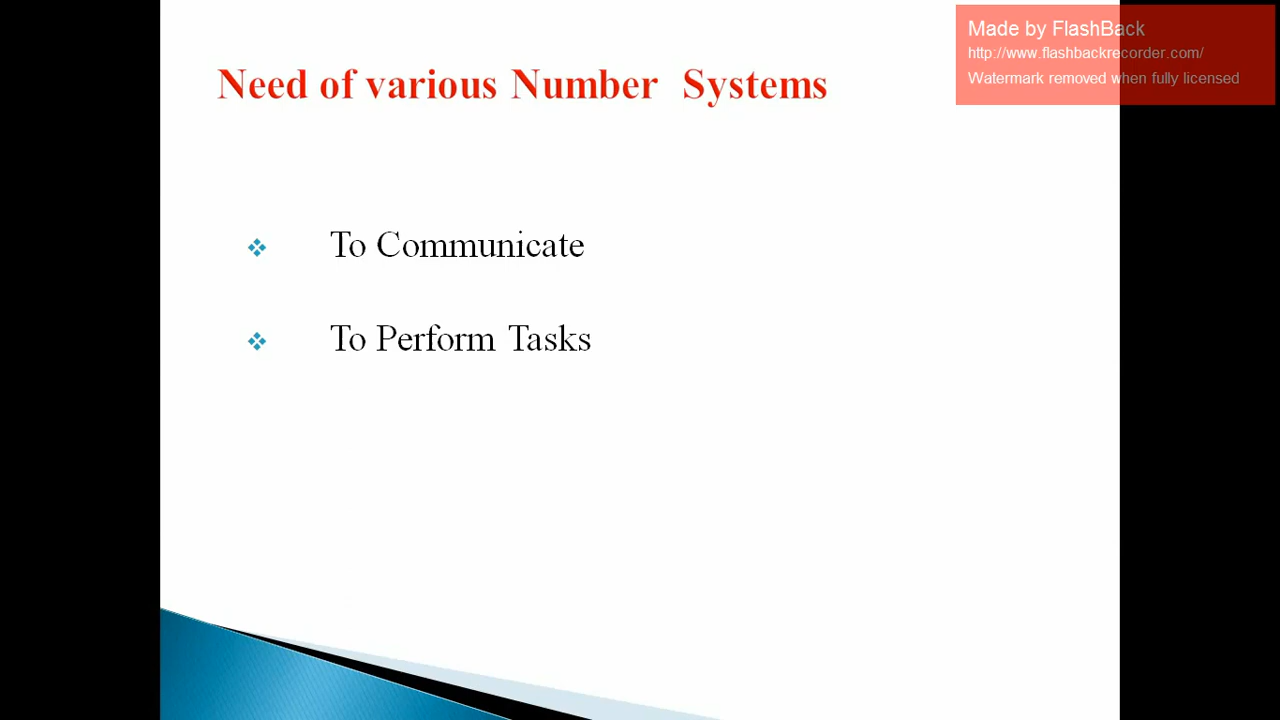 Made by FlashBack
http://www.flashbackrecorder.com/
Watermark removed when fully licensed
Need of various Number Systems
To Communicate
To Perform Tasks